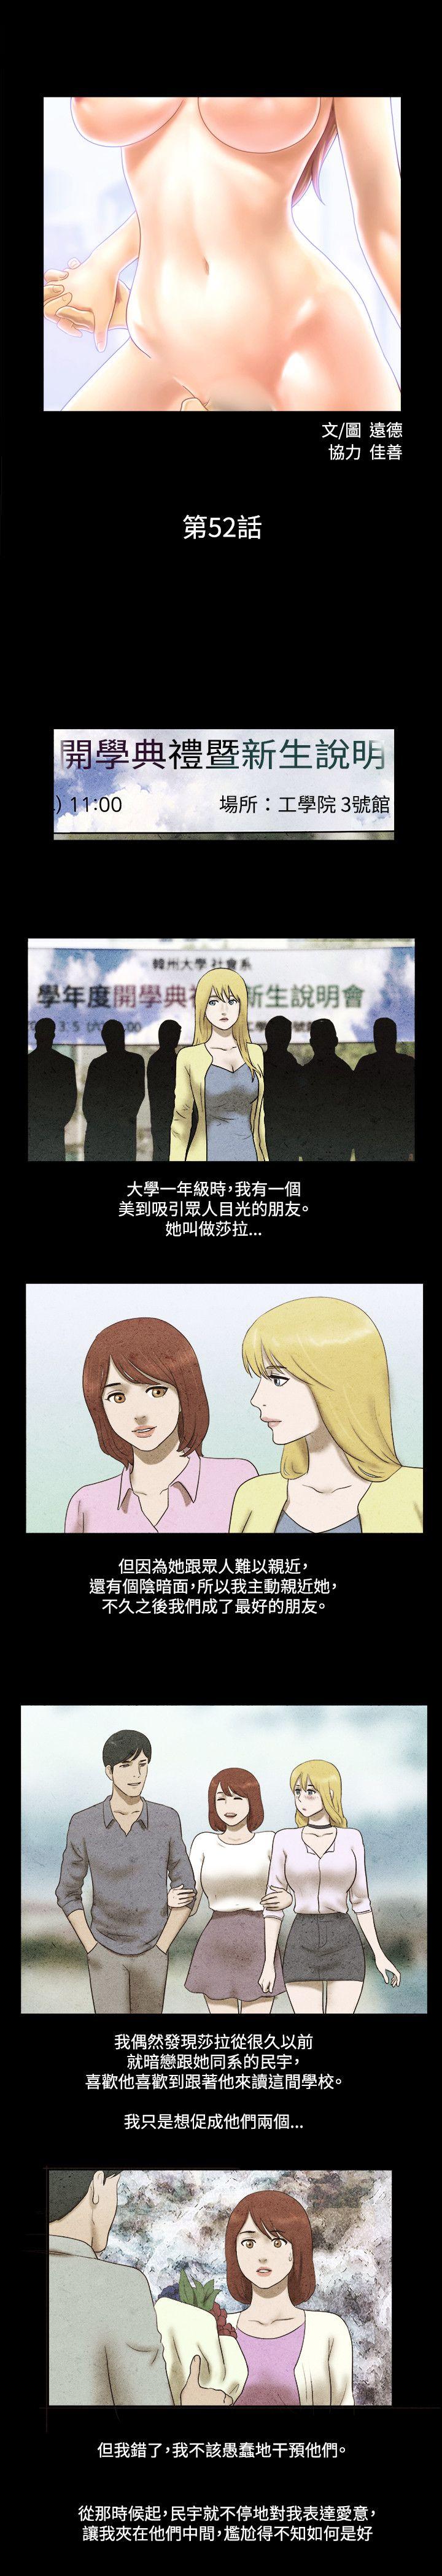 文/圖 遠德
協力 佳善
第52話
開學典禮暨新生說明
) 11:00 場所：工學院 3號館
韓州大學 社會系
學年度開學典禮 新生說明會
大學一年級時，我有一個
美到吸引眾人目光的朋友。
她叫做莎拉...
但因為她跟眾人難以親近，
還有個陰暗面，所以我主動親近她，
不久之後我們成了最好的朋友。
我偶然發現莎拉從很久以前
就暗戀跟她同系的民宇，
喜歡他喜歡到跟著他來讀這間學校。
我只是想促成他們兩個...
但我錯了，我不該愚蠢地干預他們。
從那時候起，民宇就不停地對我表達愛意，
讓我夾在他們中間，尷尬得不知如何是好